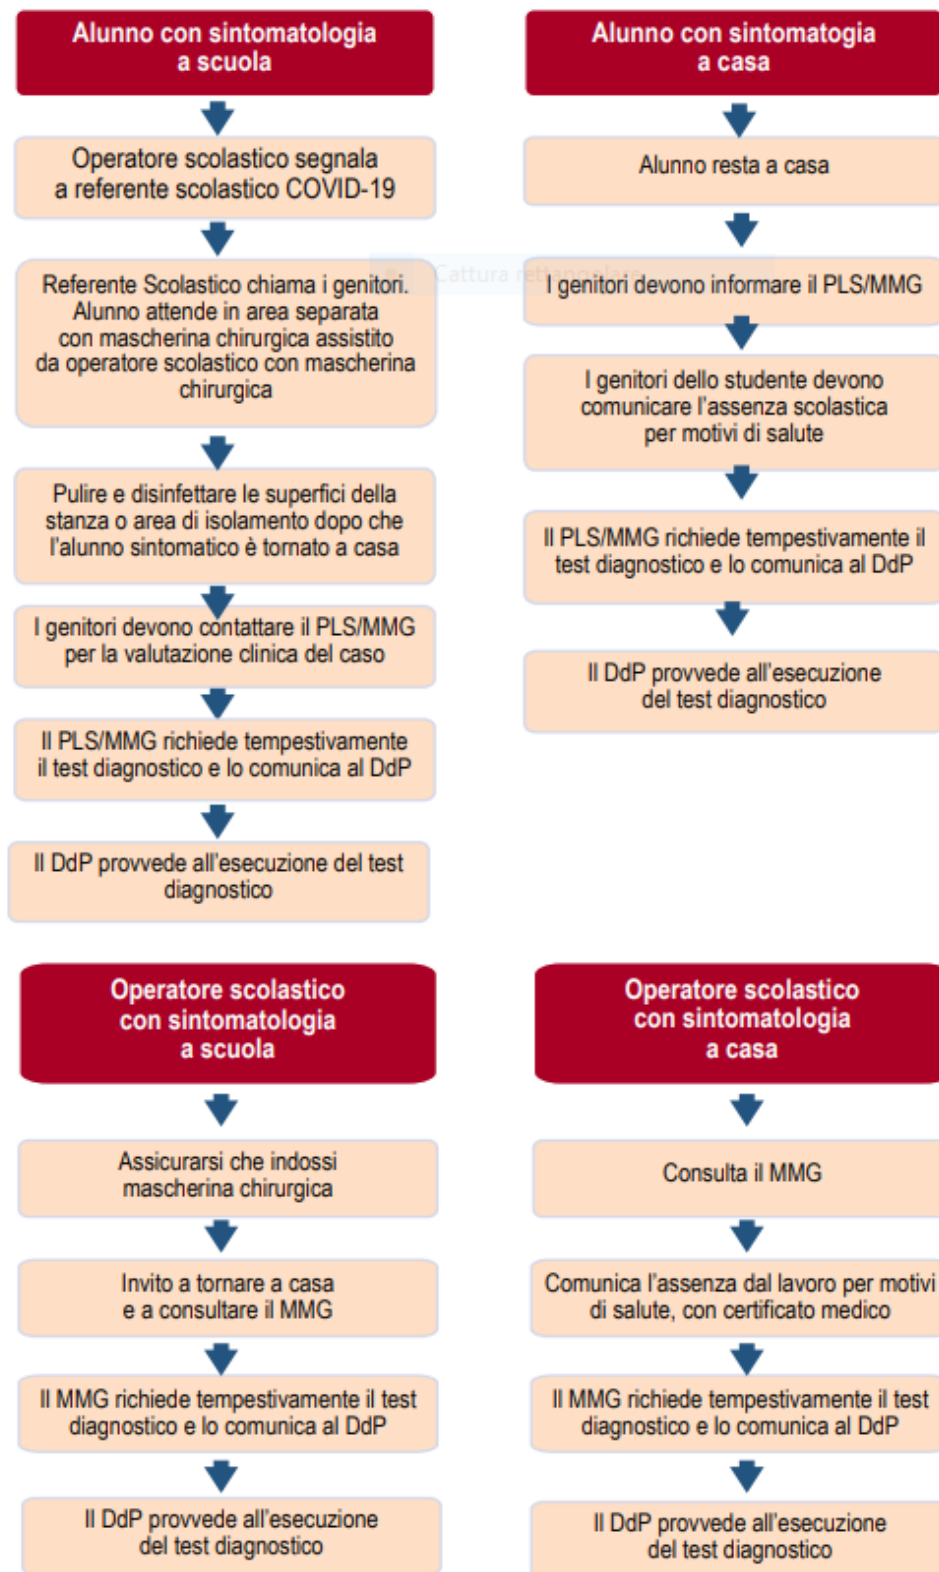 Alunno con sintomatologia
a scuola
Operatore scolastico segnala
a referente scolastico COVID-19
Referente Scolastico chiama i genitori.
Alunno attende in area separata
con mascherina chirurgica assistito
da operatore scolastico con mascherina
chirurgica
Pulire e disinfettare le superfici della
stanza o area di isolamento dopo che
l'alunno sintomatico è tornato a casa
I genitori devono contattare il PLS/MMG
per la valutazione clinica del caso
Il PLS/MMG richiede tempestivamente
il test diagnostico e lo comunica al DdP
Il DdP provvede all'esecuzione del test
diagnostico
Alunno con sintomatogia
a casa
Alunno resta a casa
Cattura rettangolare
I genitori devono informare il PLS/MMG
I genitori dello studente devono
comunicare l'assenza scolastica
per motivi di salute
Il PLS/MMG richiede tempestivamente il
test diagnostico e lo comunica al DdP
Il DdP provvede all'esecuzione
del test diagnostico
Operatore scolastico
con sintomatologia
a scuola
Assicurarsi che indossi
mascherina chirurgica
Invito a tornare a casa
e a consultare il MMG
Il MMG richiede tempestivamente il test
diagnostico e lo comunica al DdP
Il DdP provvede all'esecuzione
del test diagnostico
Operatore scolastico
con sintomatologia
a casa
Consulta il MMG
Comunica l'assenza dal lavoro per motivi
di salute, con certificato medico
Il MMG richiede tempestivamente il test
diagnostico e lo comunica al DdP
Il DdP provvede all'esecuzione
del test diagnostico